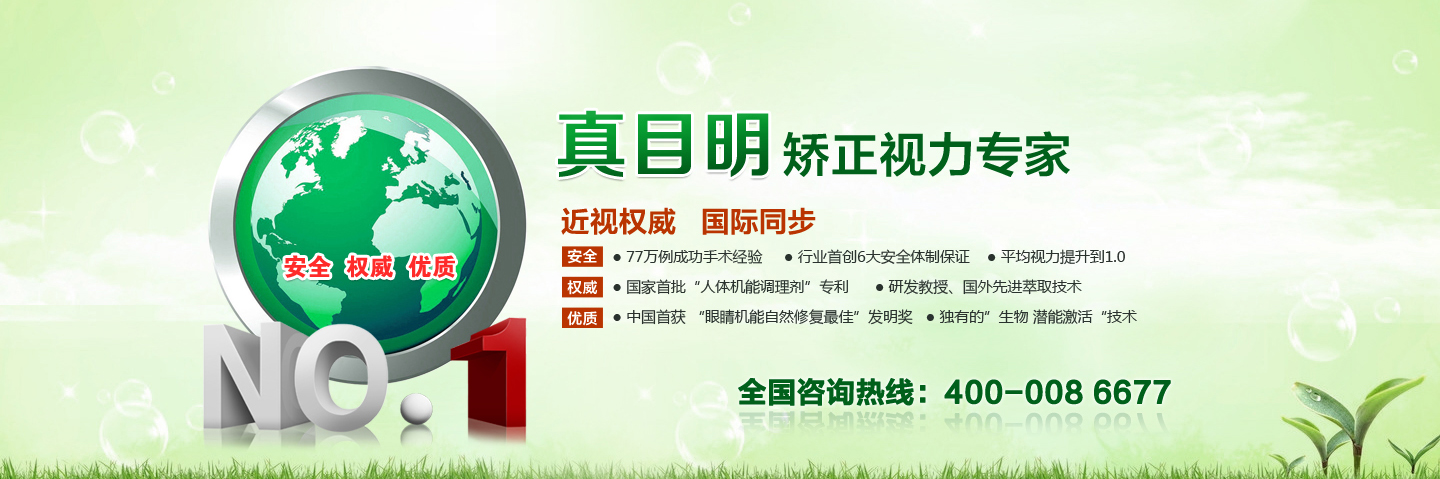 真目明 矫正视力专家
近视权威 国际同步
安全 ● 77万例成功手术经验 ● 行业首创6大安全体制保证 ● 平均视力提升到1.0
权威 ● 国家首批“人体机能调理剂”专利 ● 研发教授、国外先进萃取技术
优质 ● 中国首获 “眼睛机能自然修复最佳”发明奖 ● 独有的”生物 潜能激活“技术
安全 权威 优质
NO.1
全国咨询热线：400-008 6677